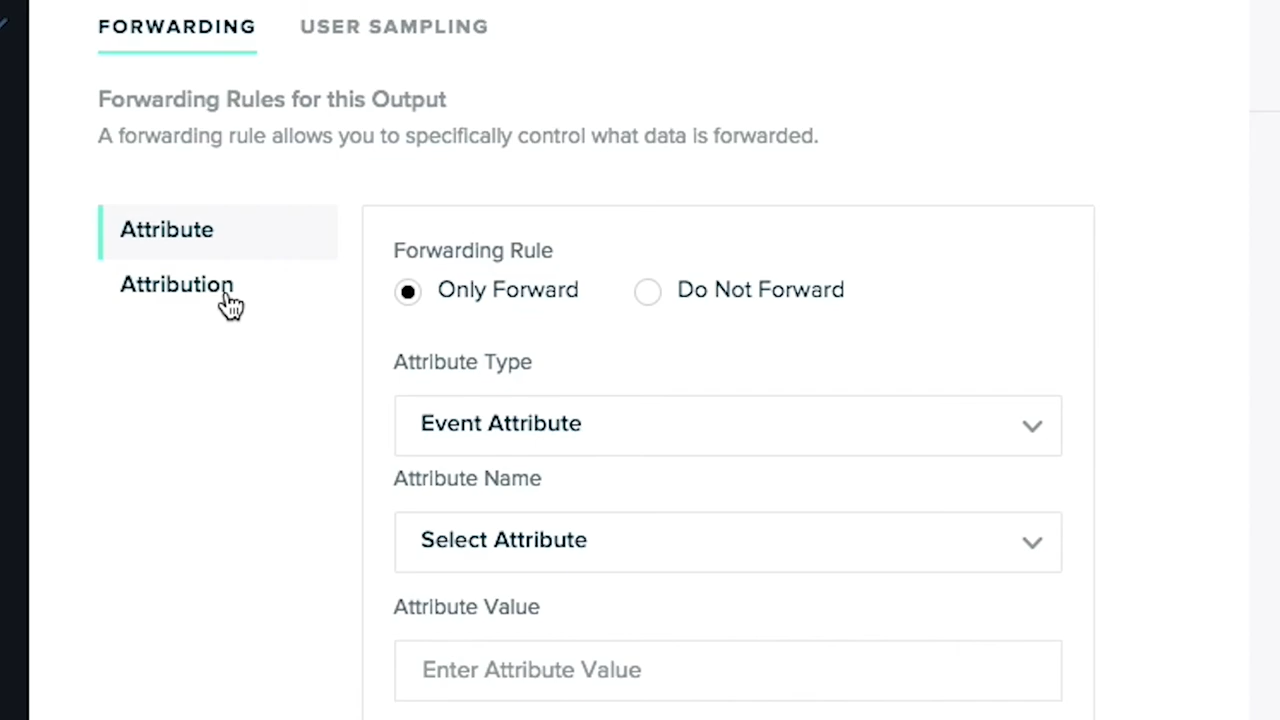 FORWARDING USER SAMPLING
Forwarding Rules for this Output
A forwarding rule allows you to specifically control what data is forwarded.
Attribute
Attribution
Forwarding Rule
Only Forward Do Not Forward
Attribute Type
Event Attribute
Attribute Name
Select Attribute
Attribute Value
Enter Attribute Value